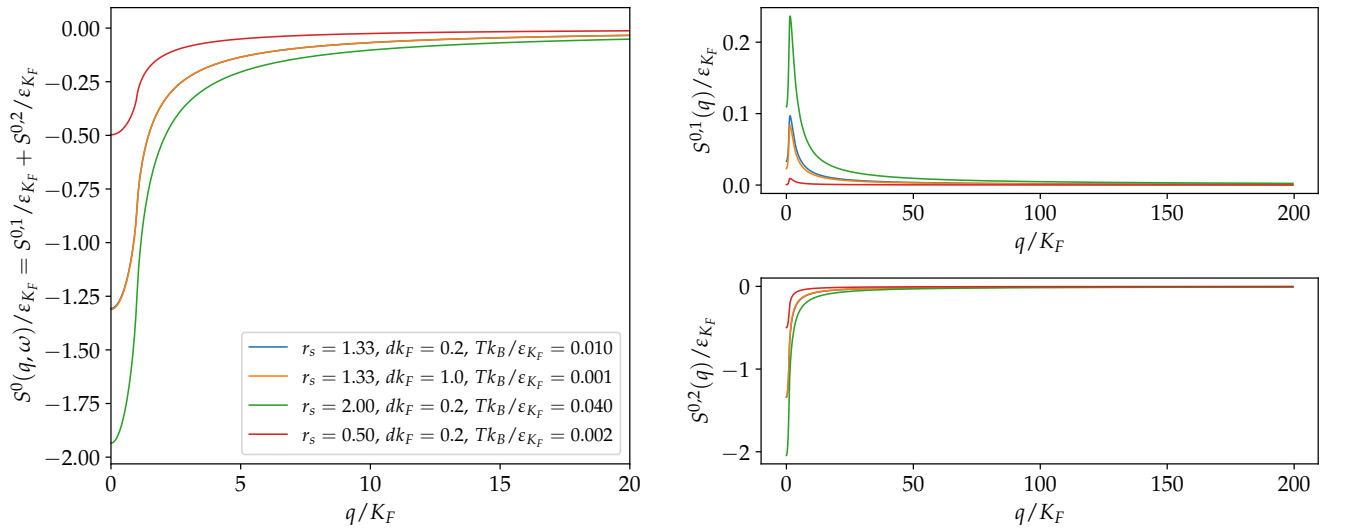 S⁰(q, ω)/ε_{K_F} = S^{0,1}/ε_{K_F} + S^{0,2}/ε_{K_F}
0.00
−0.25
−0.50
−0.75
−1.00
−1.25
−1.50
−1.75
−2.00
r_s = 1.33, dk_F = 0.2, Tk_B/ε_{K_F} = 0.010
r_s = 1.33, dk_F = 1.0, Tk_B/ε_{K_F} = 0.001
r_s = 2.00, dk_F = 0.2, Tk_B/ε_{K_F} = 0.040
r_s = 0.50, dk_F = 0.2, Tk_B/ε_{K_F} = 0.002
0 5 10 15 20
q/K_F
S^{0,1}(q)/ε_{K_F}
0.2
0.1
0.0
0 50 100 150 200
q/K_F
S^{0,2}(q)/ε_{K_F}
0
−1
−2
0 50 100 150 200
q/K_F